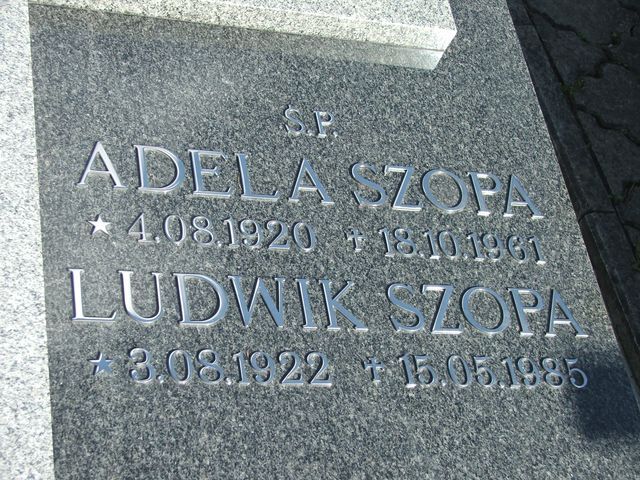 Ś.P.
ADELA SZOPA
★ 4.08.1920 ✝ 18.10.1961
LUDWIK SZOPA
★ 3.08.1922 ✝ 15.05.1985